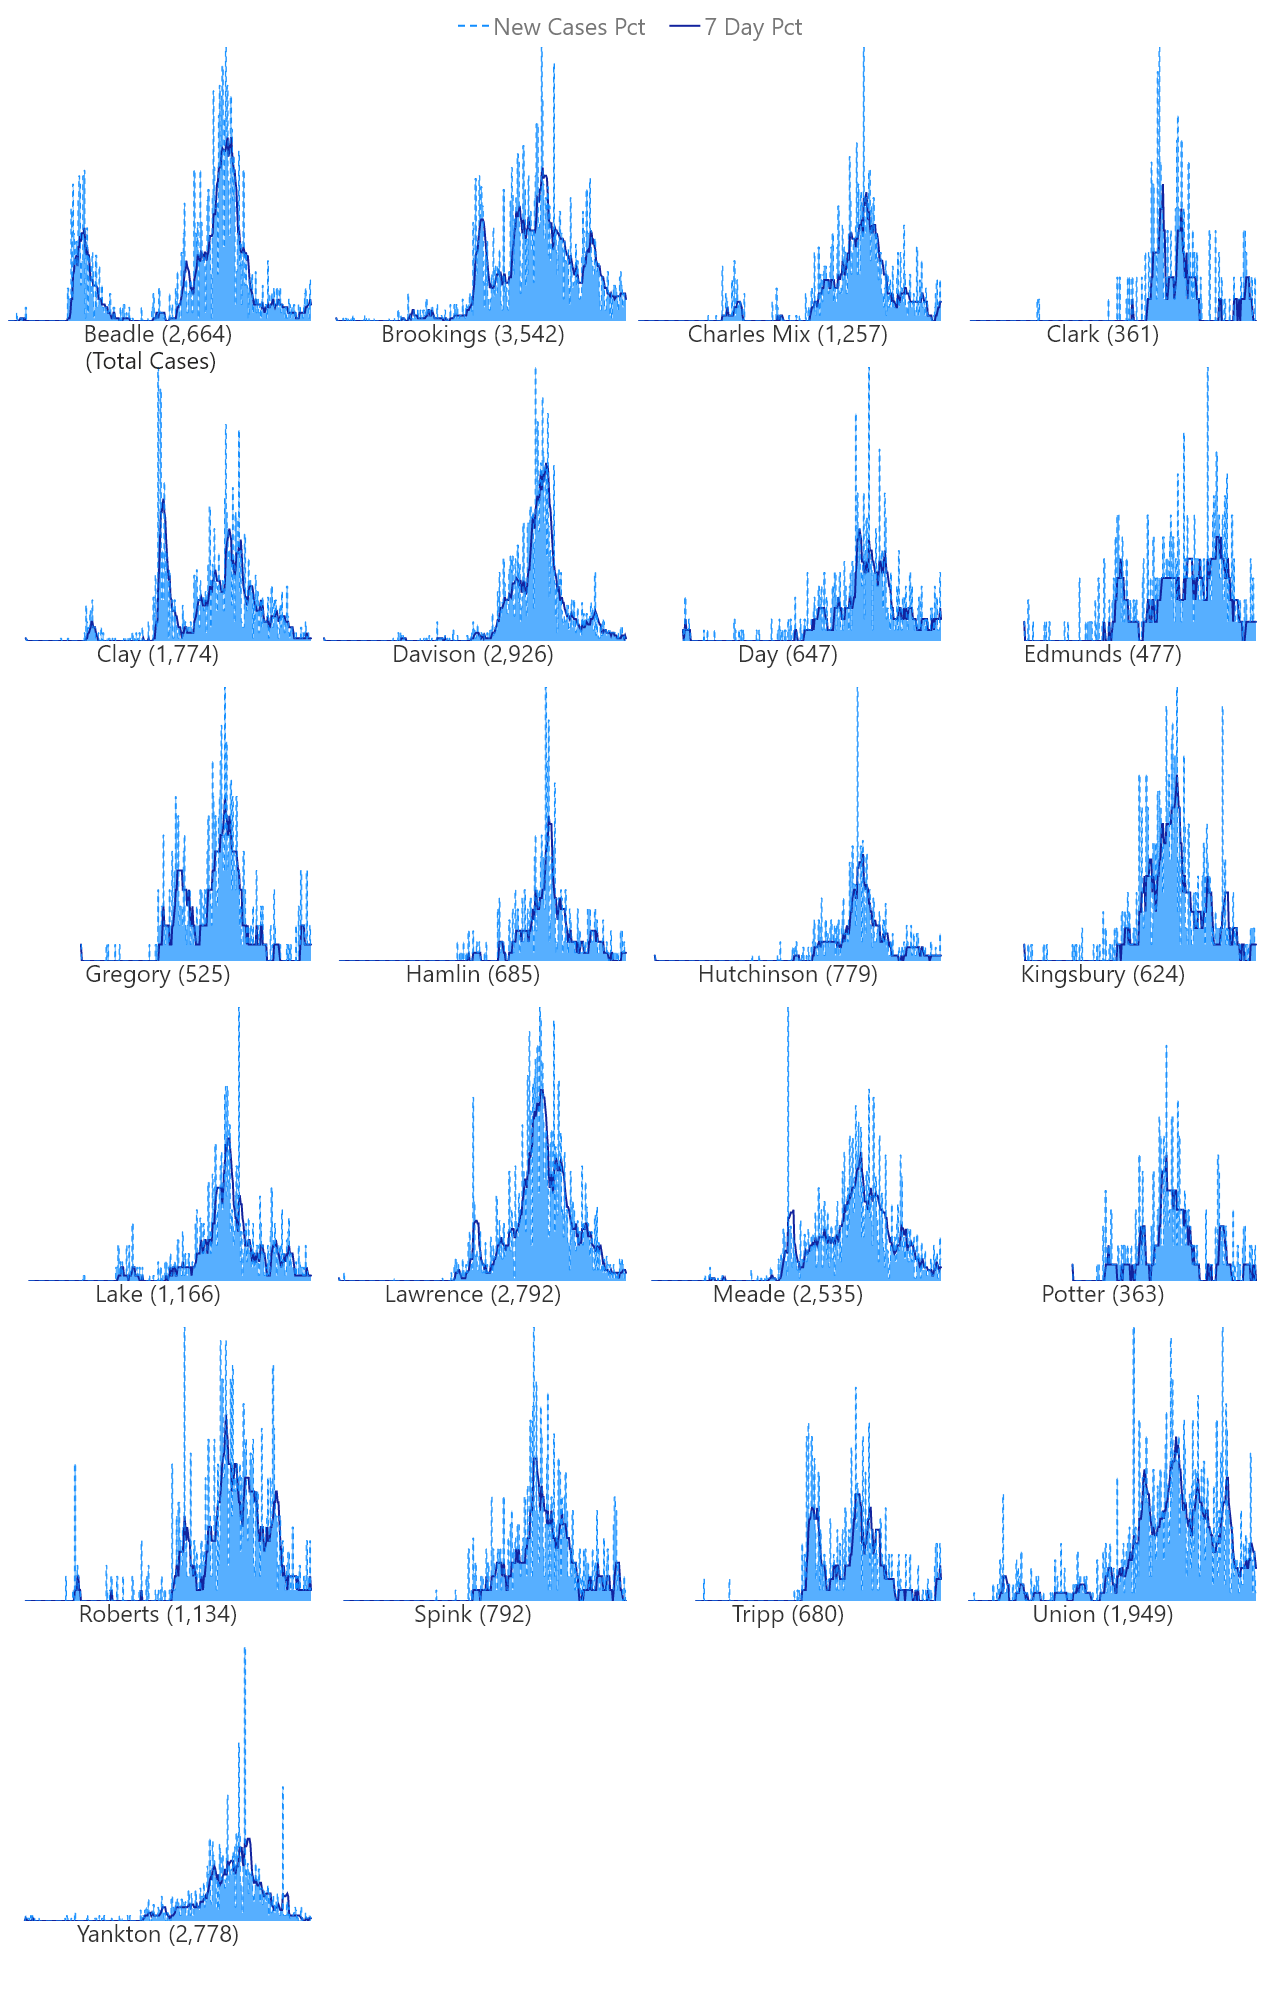 New Cases Pct 7 Day Pct
Beadle (2,664) Brookings (3,542) Charles Mix (1,257) Clark (361)
(Total Cases)
Clay (1,774) Davison (2,926) Day (647) Edmunds (477)
Gregory (525) Hamlin (685) Hutchinson (779) Kingsbury (624)
Lake (1,166) Lawrence (2,792) Meade (2,535) Potter (363)
Roberts (1,134) Spink (792) Tripp (680) Union (1,949)
Yankton (2,778)